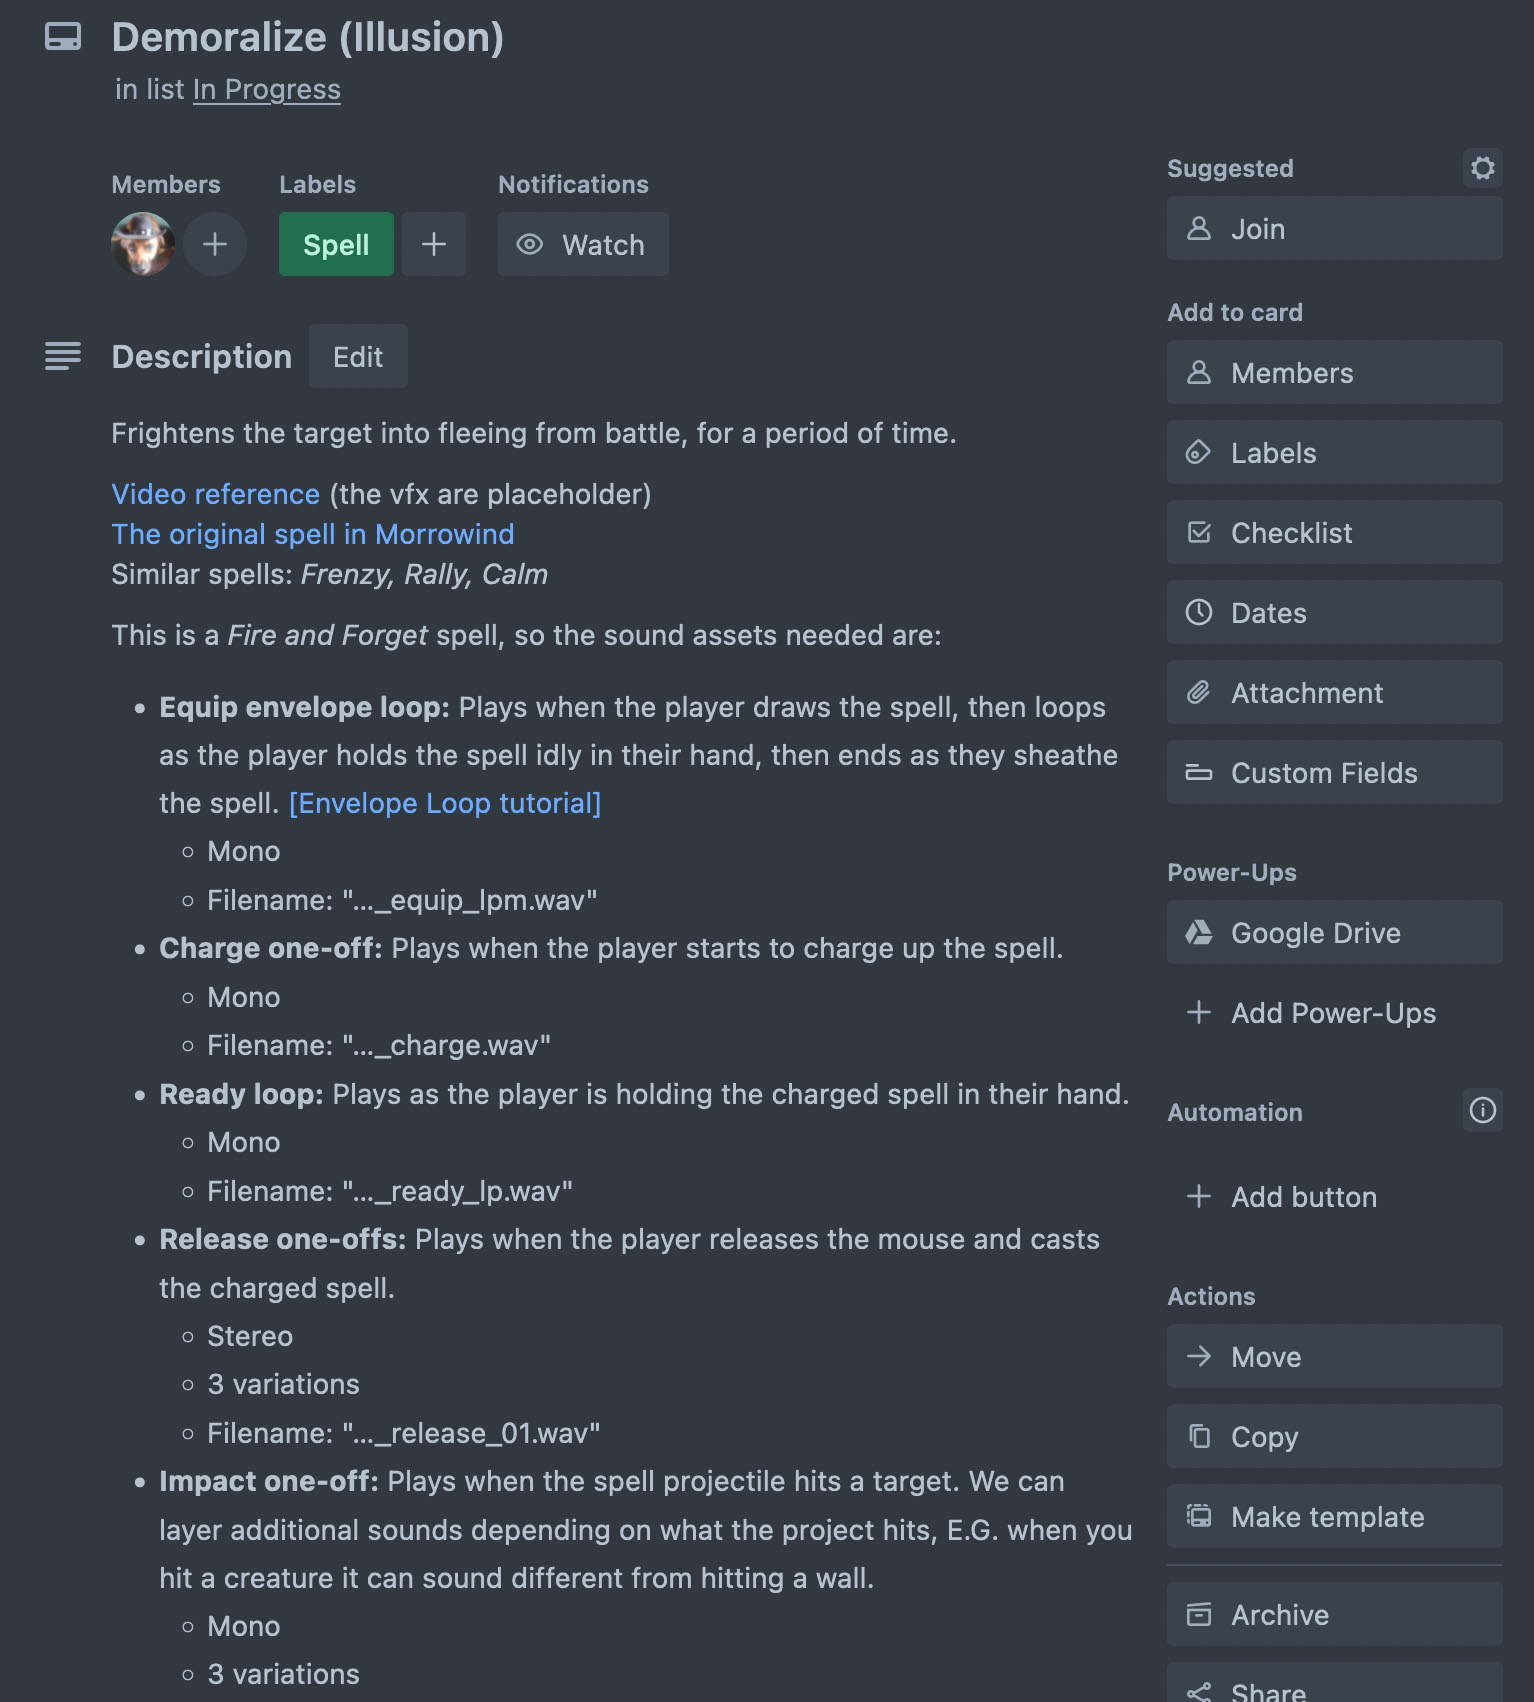 Demoralize (Illusion)
in list In Progress
Members
Labels
Notifications
Spell
Watch
Description
Edit
Frightens the target into fleeing from battle, for a period of time.
Video reference (the vfx are placeholder)
The original spell in Morrowind
Similar spells: Frenzy, Rally, Calm
This is a Fire and Forget spell, so the sound assets needed are:
Equip envelope loop: Plays when the player draws the spell, then loops
as the player holds the spell idly in their hand, then ends as they sheathe
the spell. [Envelope Loop tutorial]
Mono
Filename: "..._equip_lpm.wav"
Charge one-off: Plays when the player starts to charge up the spell.
Mono
Filename: "..._charge.wav"
Ready loop: Plays as the player is holding the charged spell in their hand.
Mono
Filename: "..._ready_lp.wav"
Release one-offs: Plays when the player releases the mouse and casts
the charged spell.
Stereo
3 variations
Filename: "..._release_01.wav"
Impact one-off: Plays when the spell projectile hits a target. We can
layer additional sounds depending on what the project hits, E.G. when you
hit a creature it can sound different from hitting a wall.
Mono
3 variations
Suggested
Join
Add to card
Members
Labels
Checklist
Dates
Attachment
Custom Fields
Power-Ups
Google Drive
Add Power-Ups
Automation
Add button
Actions
Move
Copy
Make template
Archive
Share